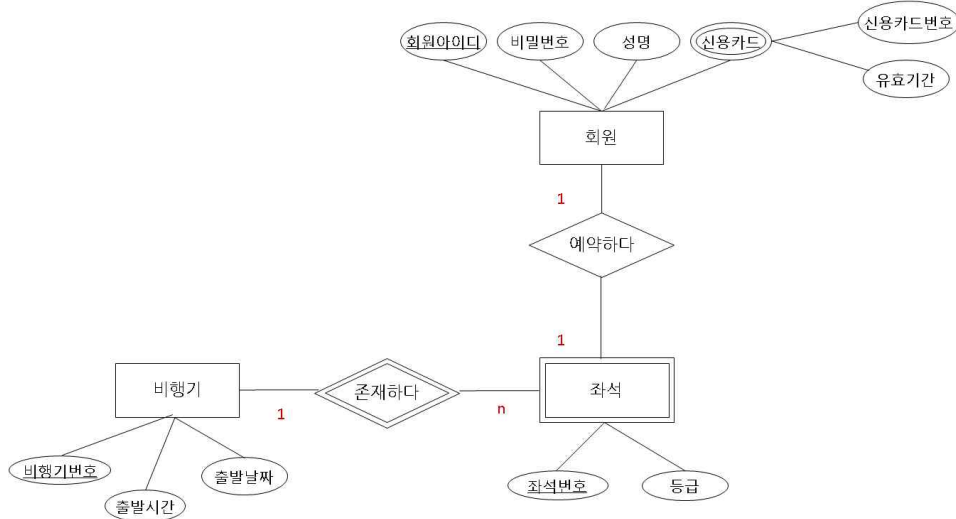 신용카드번호
회원아이디
비밀번호
성명
신용카드
유효기간
회원
1
예약하다
1
비행기
1
존재하다
n
좌석
비행기번호
출발시간
출발날짜
좌석번호
등급